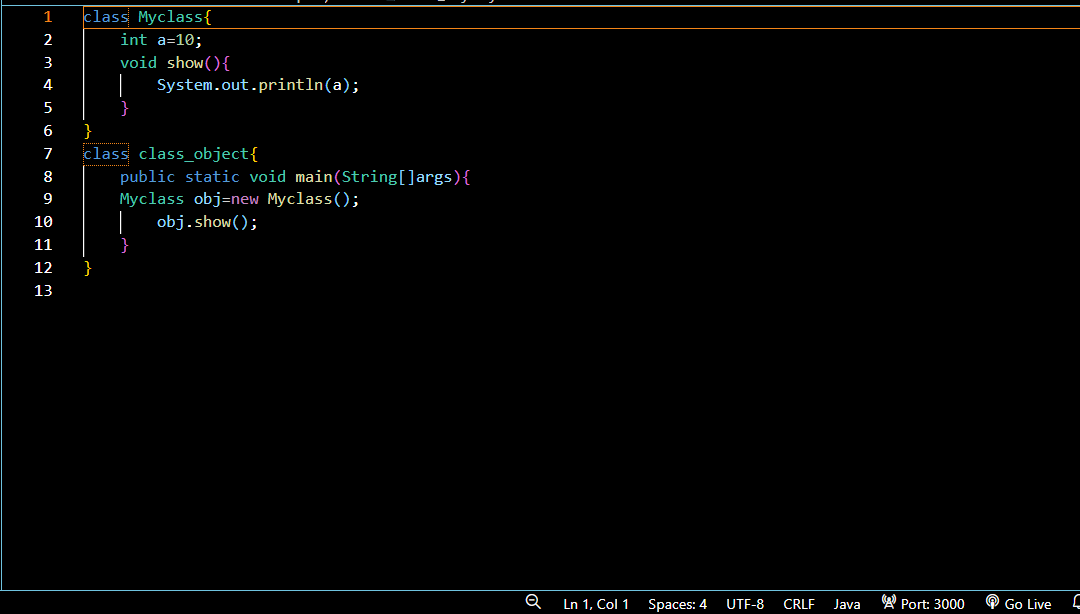 1 class Myclass{
2     int a=10;
3     void show(){
4         System.out.println(a);
5     }
6 }
7 class class_object{
8     public static void main(String[]args){
9     Myclass obj=new Myclass();
10         obj.show();
11     }
12 }
13
Ln 1, Col 1 Spaces: 4 UTF-8 CRLF Java Port: 3000 Go Live